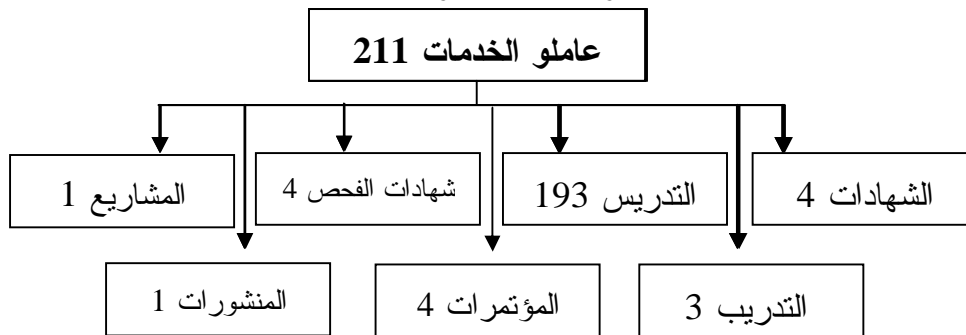 عاملو الخدمات 211
الشهادات 4
التدريس 193
شهادات الفحص 4
المشاريع 1
التدريب 3
المؤتمرات 4
المنشورات 1